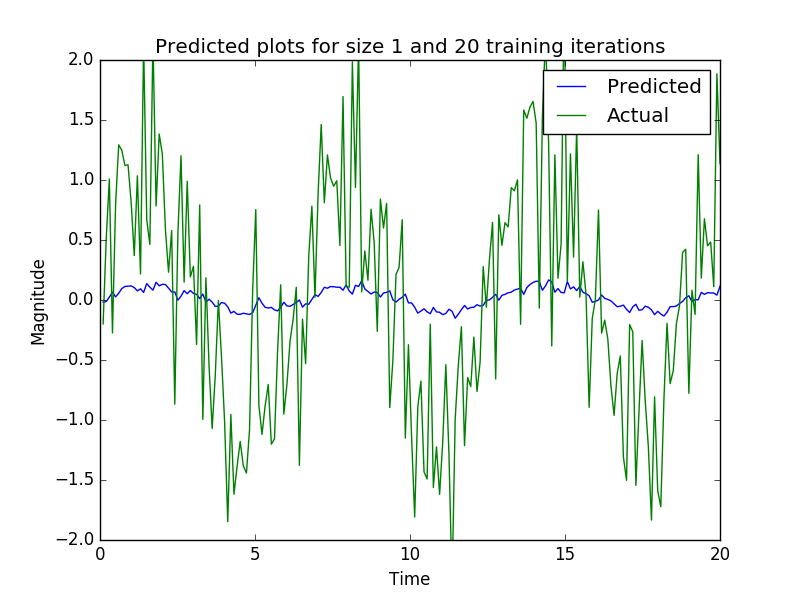 Predicted plots for size 1 and 20 training iterations
Predicted
Actual
Magnitude
2.0
1.5
1.0
0.5
0.0
−0.5
−1.0
−1.5
−2.0
0 5 10 15 20
Time